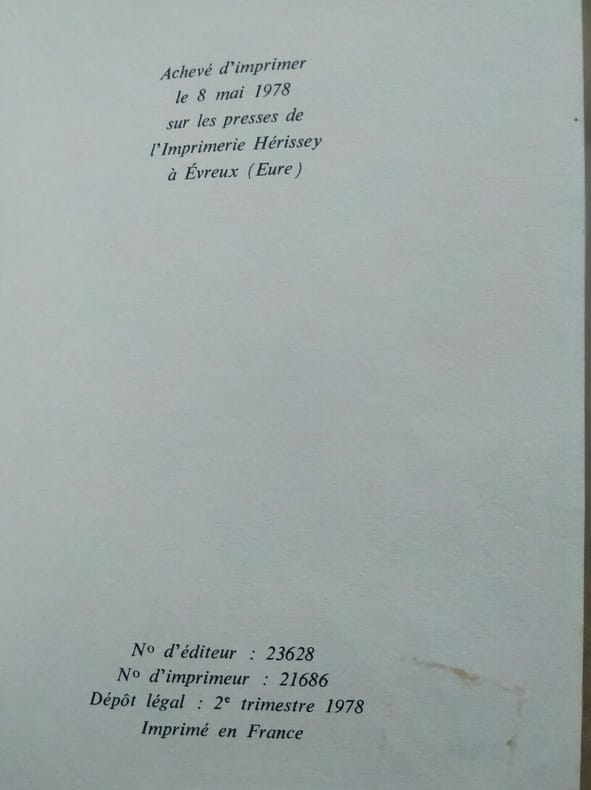 Achevé d'imprimer
le 8 mai 1978
sur les presses de
l'Imprimerie Hérissey
à Évreux (Eure)
Nº d'éditeur : 23628
Nº d'imprimeur : 21686
Dépôt légal : 2e trimestre 1978
Imprimé en France